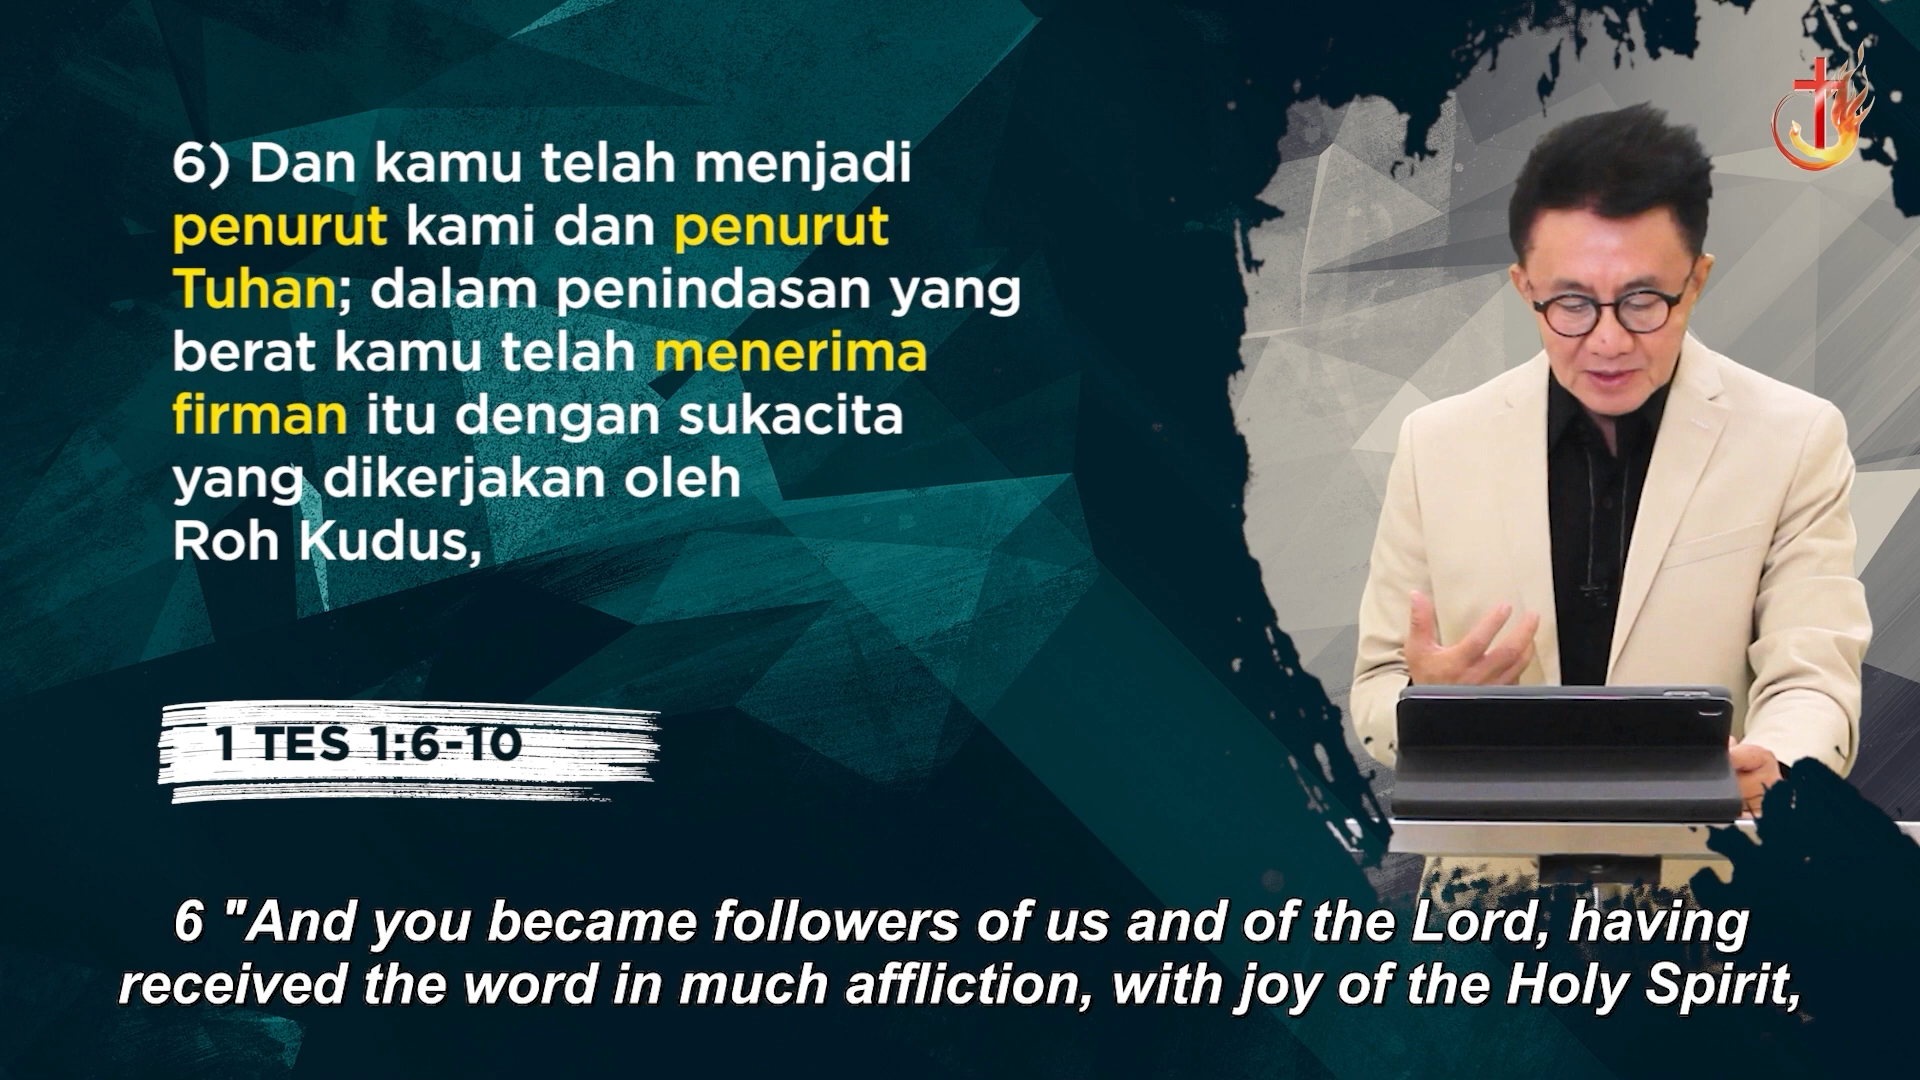 6) Dan kamu telah menjadi
penurut kami dan penurut
Tuhan; dalam penindasan yang
berat kamu telah menerima
firman itu dengan sukacita
yang dikerjakan oleh
Roh Kudus,
1 TES 1:6-10
6 "And you became followers of us and of the Lord, having
received the word in much affliction, with joy of the Holy Spirit,